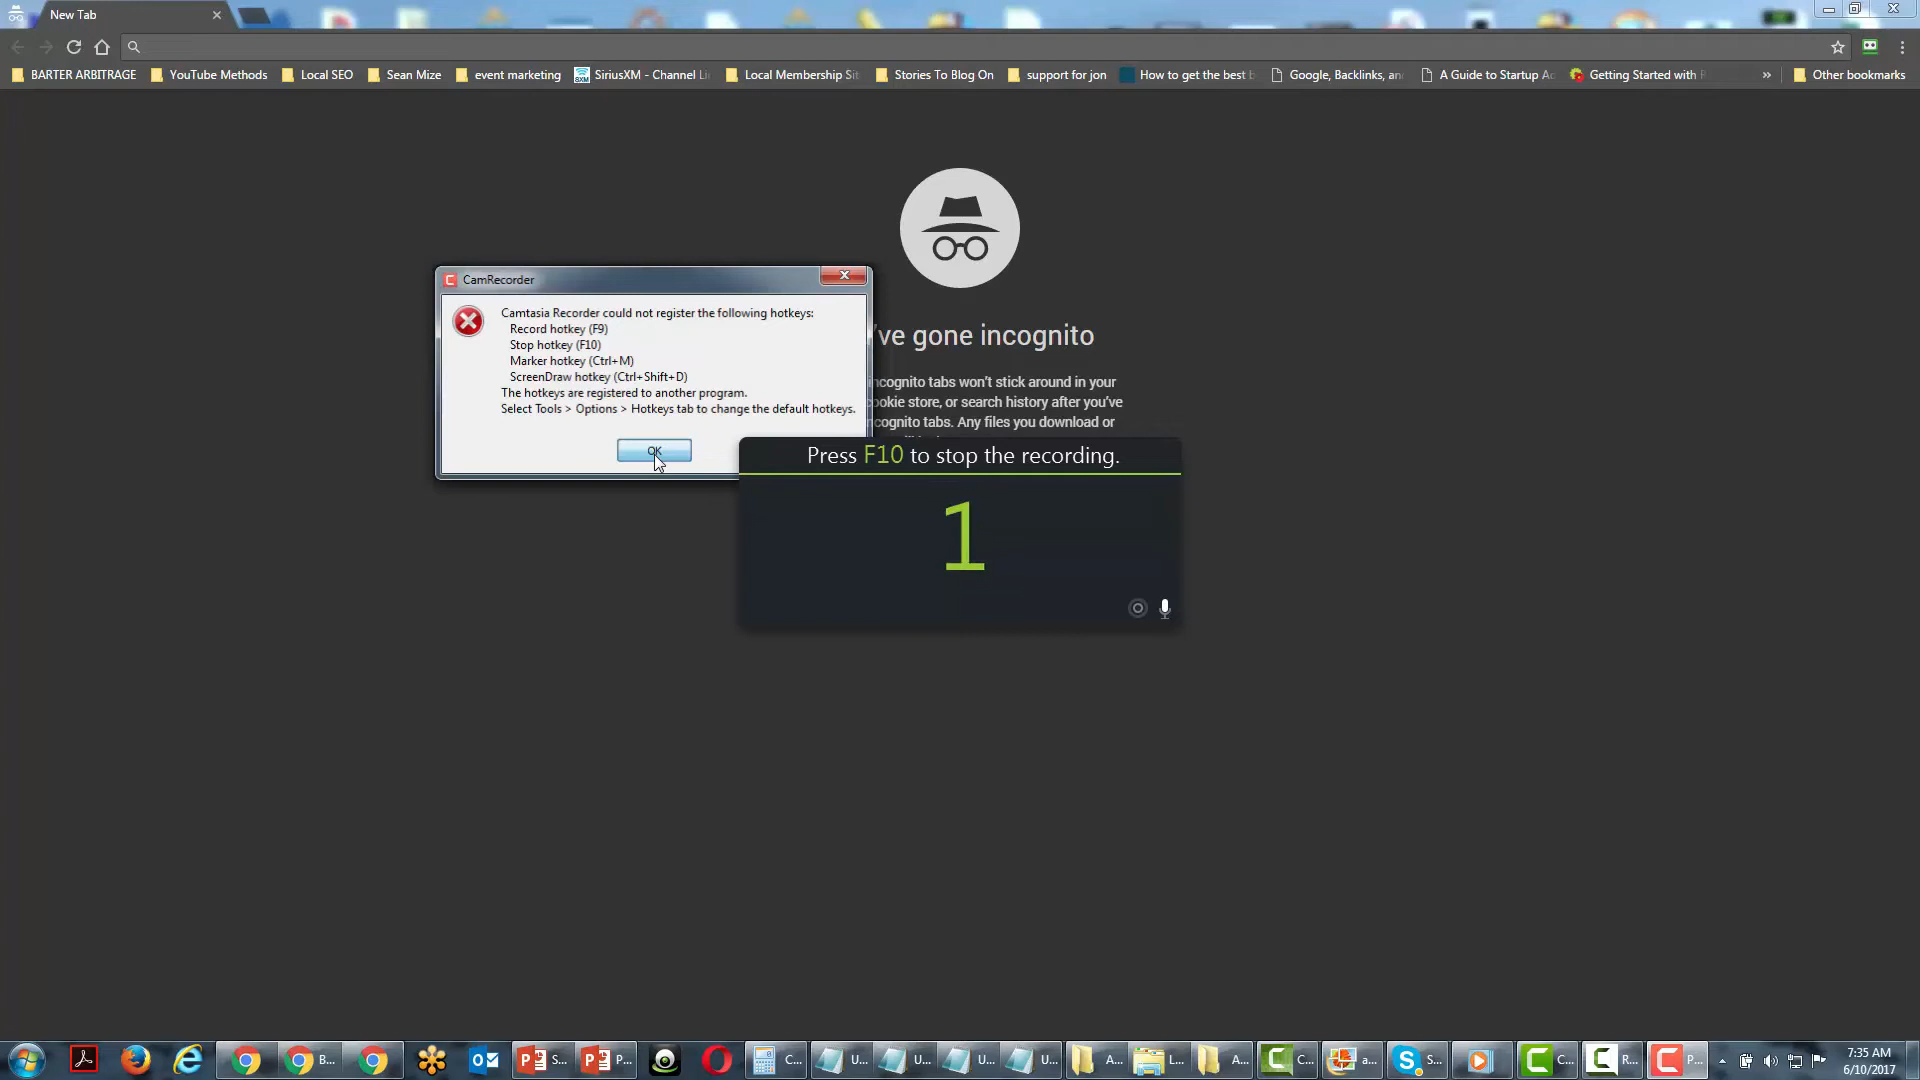 New Tab
BARTER ARBITRAGE
YouTube Methods
Local SEO
Sean Mize
event marketing
SiriusXM - Channel Li
Local Membership Sit
Stories To Blog On
support for jon
How to get the best
Google, Backlinks, an
A Guide to Startup Ac
Getting Started with
»
Other bookmarks
CamRecorder
Camtasia Recorder could not register the following hotkeys:
Record hotkey (F9)
Stop hotkey (F10)
Marker hotkey (Ctrl+M)
ScreenDraw hotkey (Ctrl+Shift+D)
The hotkeys are registered to another program.
Select Tools > Options > Hotkeys tab to change the default hotkeys.
OK
've gone incognito
incognito tabs won't stick around in your
ookie store, or search history after you've
ncognito tabs. Any files you download or
Press F10 to stop the recording.
1
B...
S...
P...
C...
U...
U...
U...
U...
A...
L...
A...
C...
a...
S...
C...
R...
P...
7:35 AM
6/10/2017